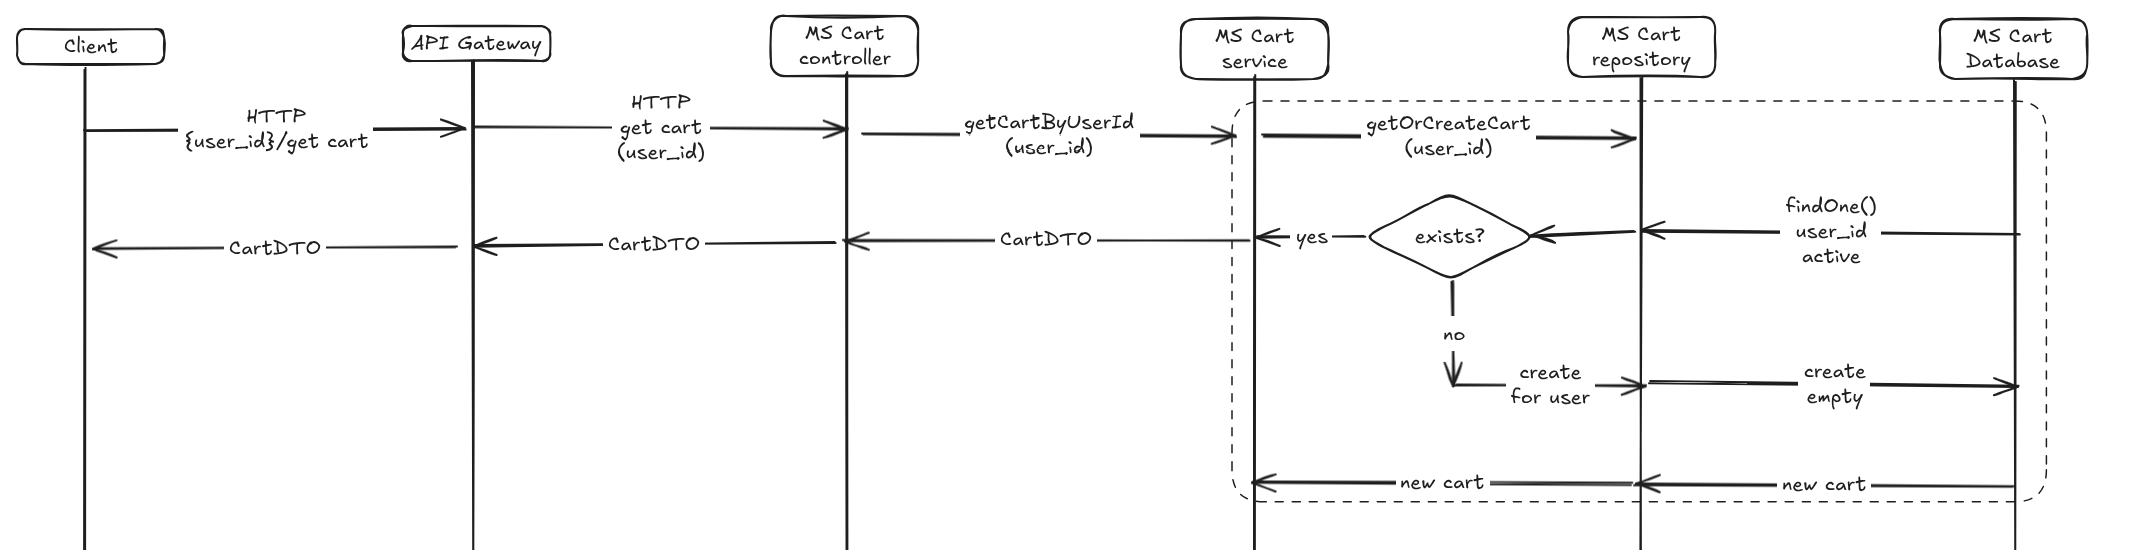 Client
API Gateway
MS Cart
controller
MS Cart
service
MS Cart
repository
MS Cart
Database
HTTP
{user_id}/get cart
HTTP
get cart
(user_id)
getCartByUserId
(user_id)
getOrCreateCart
(user_id)
CartDTO
CartDTO
CartDTO
yes
exists?
findOne()
user_id
active
no
create
for user
create
empty
new cart
new cart